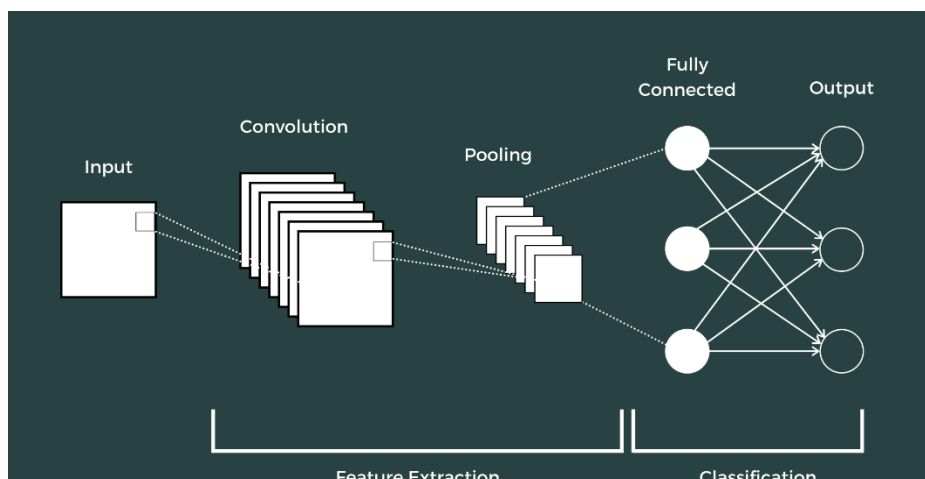 Fully
Connected
Output
Convolution
Pooling
Input
Feature Extraction
Classification